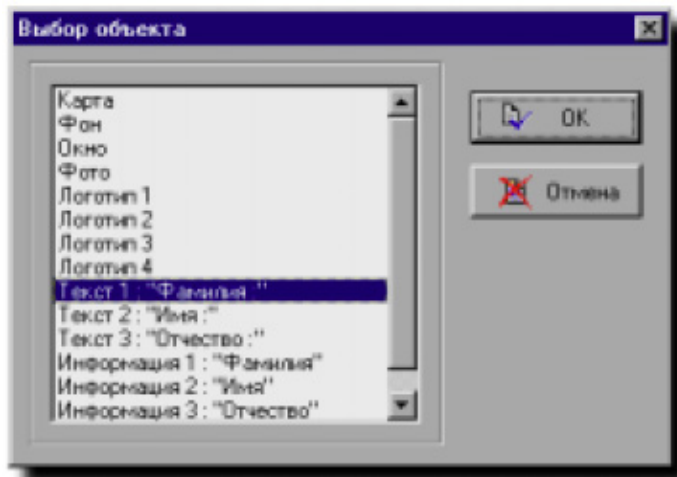 Выбор объекта
Карта
Фон
Окно
Фото
Логотип 1
Логотип 2
Логотип 3
Логотип 4
Текст 1 : "Фамилия :"
Текст 2 : "Имя :"
Текст 3 : "Отчество :"
Информация 1 : "Фамилия"
Информация 2 : "Имя"
Информация 3 : "Отчество"
OK
Отмена